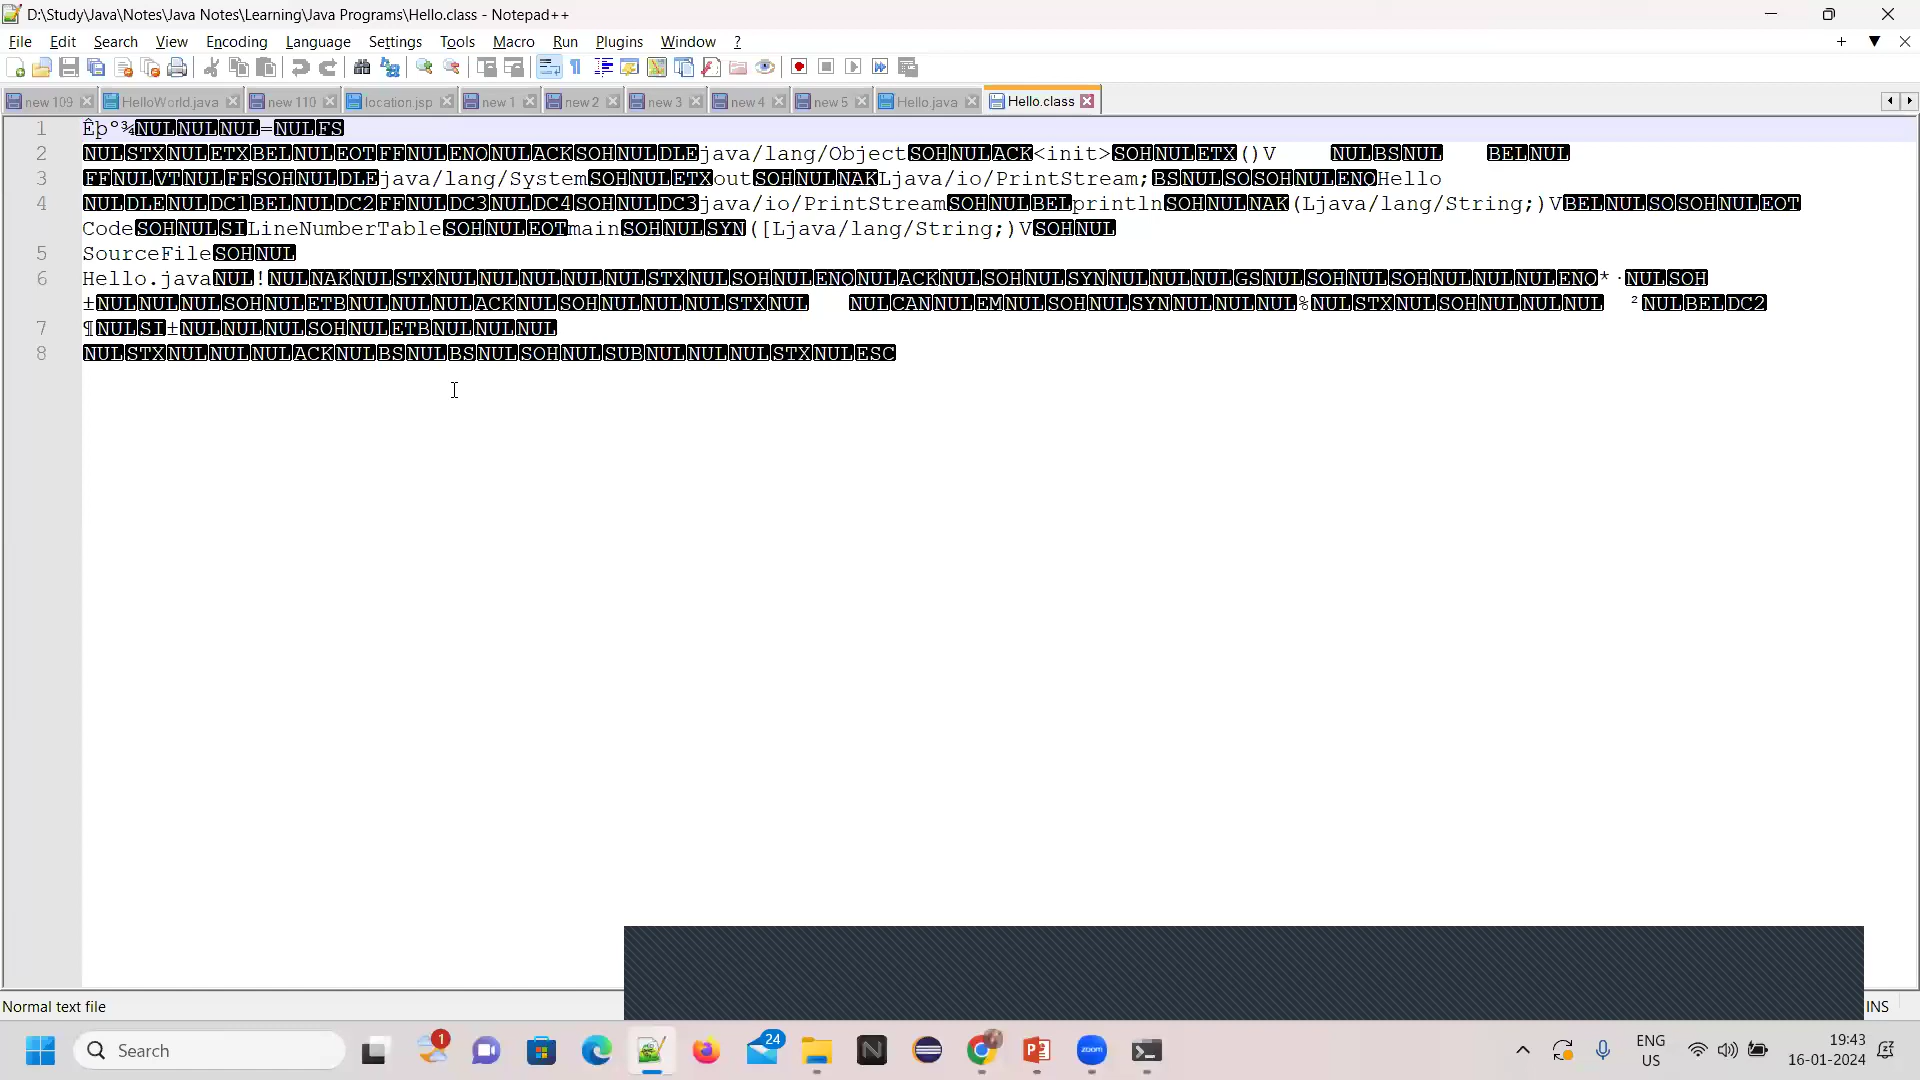 D:\Study\Java\Notes\Java Notes\Learning\Java Programs\Hello.class - Notepad++
File Edit Search View Encoding Language Settings Tools Macro Run Plugins Window ?
new 109 HelloWorld.java new 110 location.jsp new 1 new 2 new 3 new 4 new 5 Hello.java Hello.class
1 Êþº¾NULNULNUL=NULFS
2 NULSTXNULETXBELNULEOTFFNULENQNULACKSOHNULDLEjava/lang/ObjectSOHNULACK<init>SOHNULETX()V NULBSNUL BELNUL
3 FFNULVTNULFFSOHNULDLEjava/lang/SystemSOHNULETXoutSOHNULNAKLjava/io/PrintStream;BSNULSOSOHNULENQHello
4 NULDLENULDC1BELNULDC2FFNULDC3NULDC4SOHNULDC3java/io/PrintStreamSOHNULBELprintlnSOHNULNAK(Ljava/lang/String;)VBELNULSOSOHNULEOT
CodeSOHNULSILineNumberTableSOHNULEOTmainSOHNULSYN([Ljava/lang/String;)VSOHNUL
5 SourceFileSOHNUL
6 Hello.javaNUL!NULNAKNULSTXNULNULNULNULNULSTXNULSOHNULENQNULACKNULSOHNULSYNNULNULNULGSNULSOHNULSOHNULNULNULENQ*·NULSOH
±NULNULNULSOHNULETBNULNULNULACKNULSOHNULNULNULSTXNUL NULCANNULEMNULSOHNULSYNNULNULNUL%NULSTXNULSOHNULNULNUL ²NULBELDC2
7 ¶NULSI±NULNULNULSOHNULETBNULNULNUL
8 NULSTXNULNULNULACKNULBSNULBSNULSOHNULSUBNULNULNULSTXNULESC
Normal text file
INS
Search
1
24
zoom
ENG
US
19:43
16-01-2024